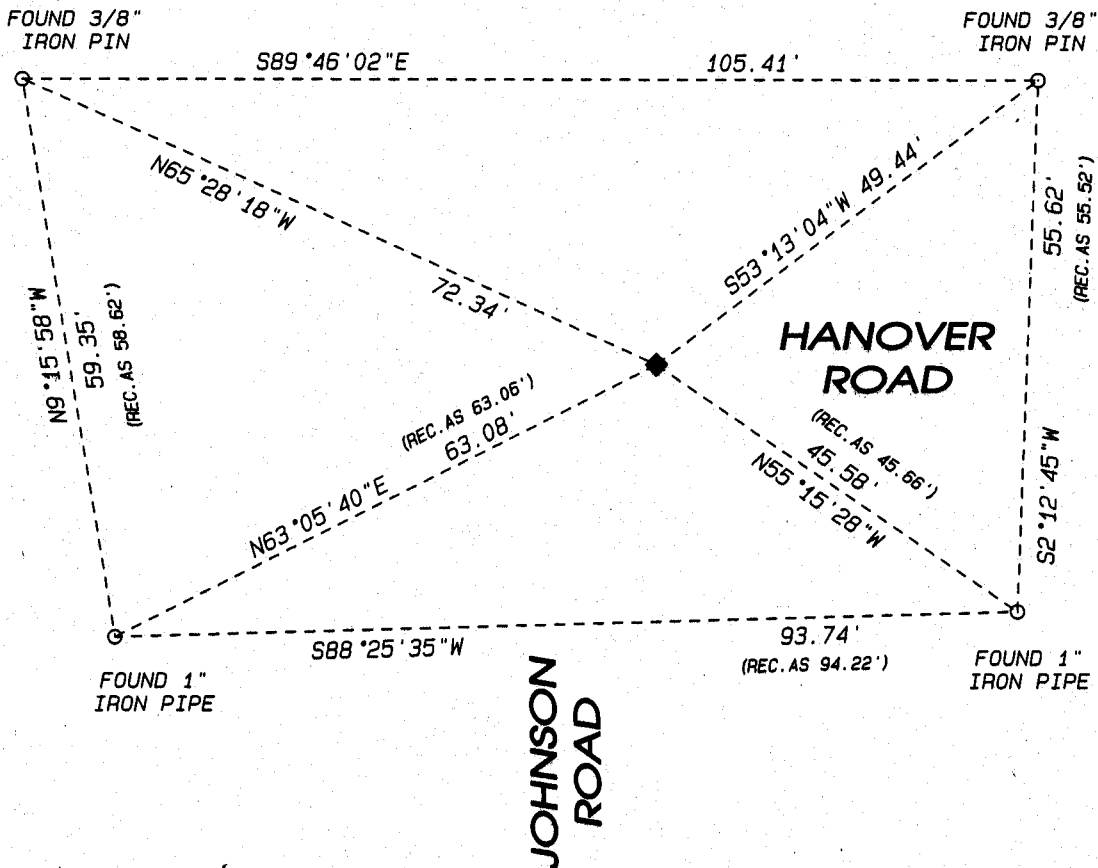 FOUND 3/8"
IRON PIN
FOUND 3/8"
IRON PIN
S89°46'02"E
105.41'
N65°28'18"W
72.34'
S53°13'04"W 49.44'
55.62'
(REC.AS 55.52')
S2°12'45"W
N9°15'58"W
59.35'
(REC.AS 58.62')
HANOVER
ROAD
(REC.AS 63.06')
63.08'
N63°05'40"E
(REC.AS 45.66')
45.58'
N55°15'28"W
S88°25'35"W
93.74'
(REC.AS 94.22')
FOUND 1"
IRON PIPE
FOUND 1"
IRON PIPE
JOHNSON
ROAD